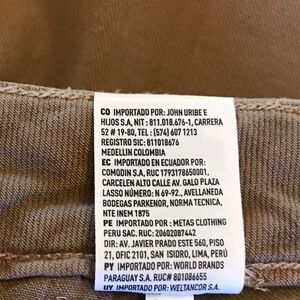 CO IMPORTADO POR: JOHN URIBE E
HIJOS S.A, NIT : 811.018.676-1, CARRERA
52 # 19-80, TEL : (574) 607 1213
REGISTRO SIC: 811018676
MEDELLIN COLOMBIA
EC IMPORTADO EN ECUADOR POR:
COMODIN S.A, RUC 1793178650001,
CARCELEN ALTO CALLE AV. GALO PLAZA
LASSO NUMERO: N 69-92., AVELLANEDA
BODEGAS PARKENOR, NORMA TECNICA,
NTE INEM 1875
PE IMPORTADO POR : METAS CLOTHING
PERU SAC. RUC: 20602087442
DIR: AV. JAVIER PRADO ESTE 560, PISO
21, OFIC 2101, SAN ISIDRO, LIMA, PERÚ
PY IMPORTADO POR: WORLD BRANDS
PARAGUAY S.A. RUC# 801086655
UY IMPORTADO POR: WELTANCOR S.A.